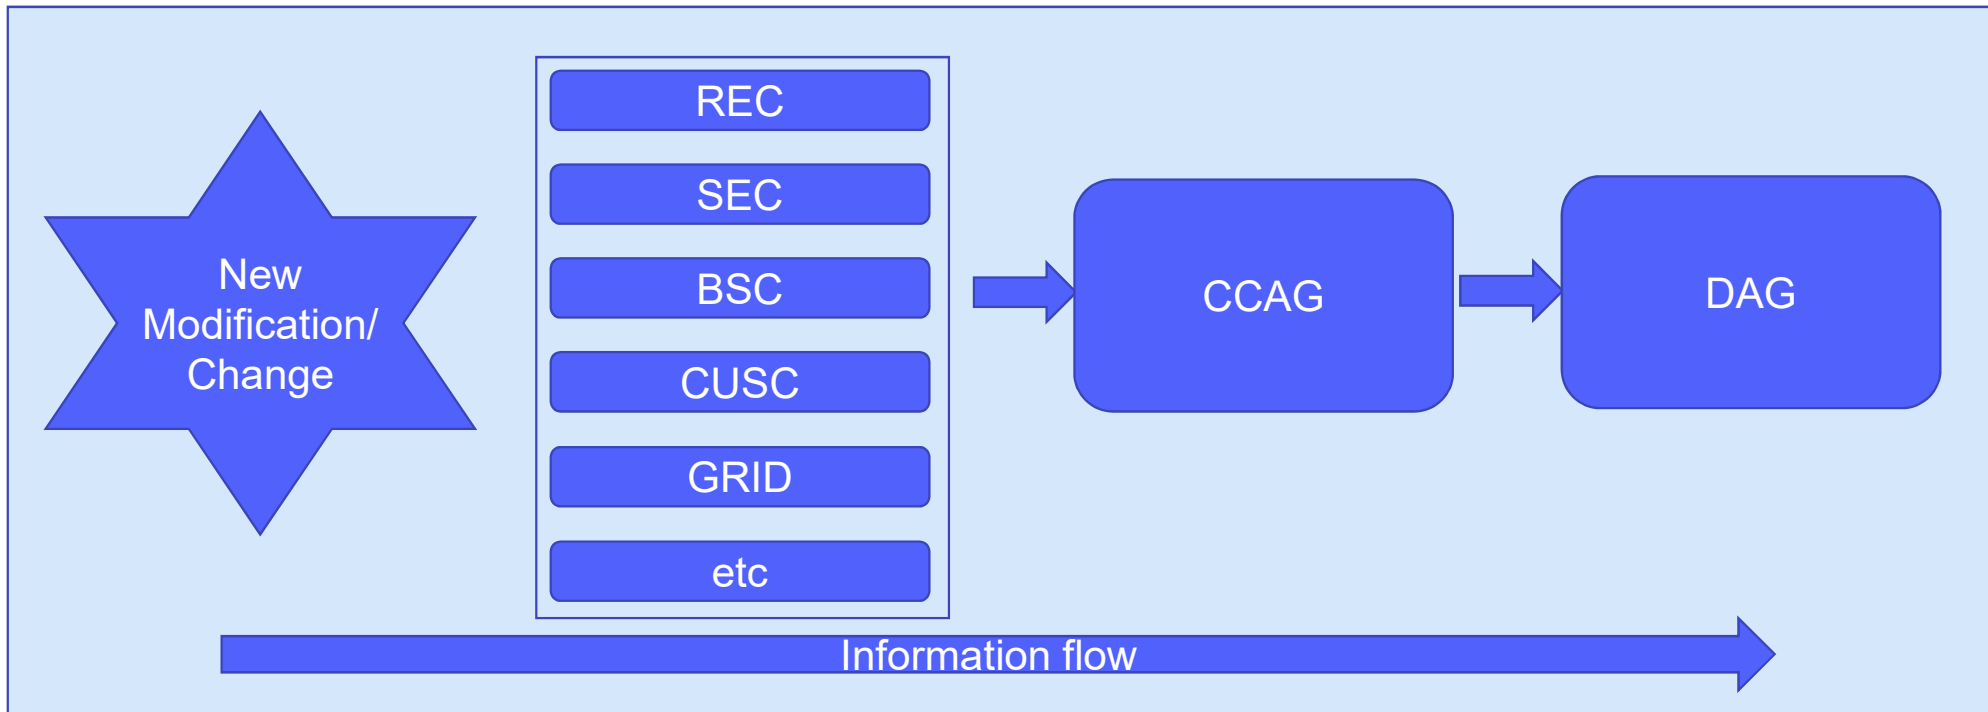 New
Modification/
Change
REC
SEC
BSC
CUSC
GRID
etc
CCAG
DAG
Information flow